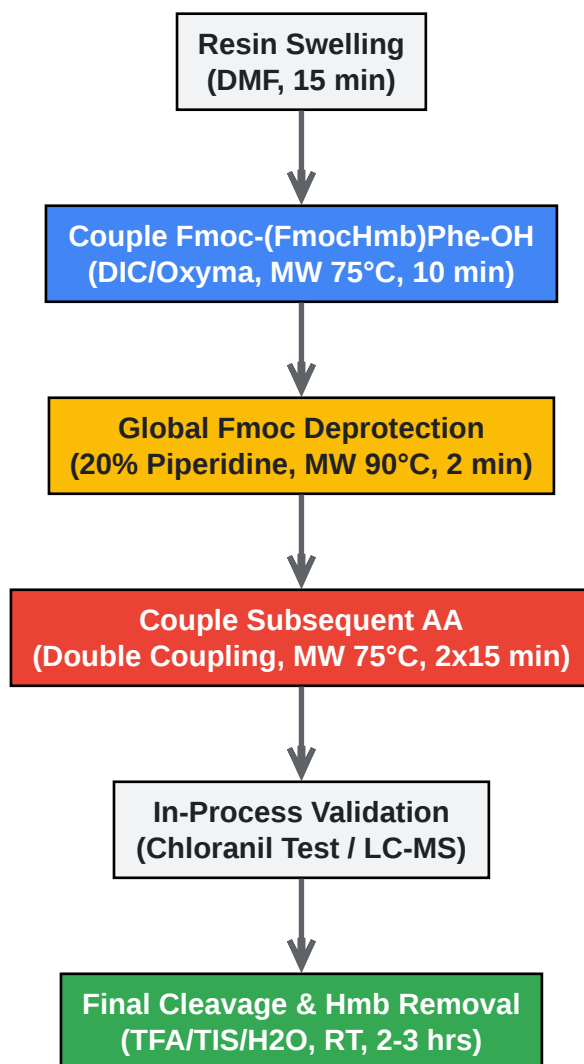 Resin Swelling
(DMF, 15 min)
Couple Fmoc-(FmocHmb)Phe-OH
(DIC/Oxyma, MW 75°C, 10 min)
Global Fmoc Deprotection
(20% Piperidine, MW 90°C, 2 min)
Couple Subsequent AA
(Double Coupling, MW 75°C, 2x15 min)
In-Process Validation
(Chloranil Test / LC-MS)
Final Cleavage & Hmb Removal
(TFA/TIS/H2O, RT, 2-3 hrs)